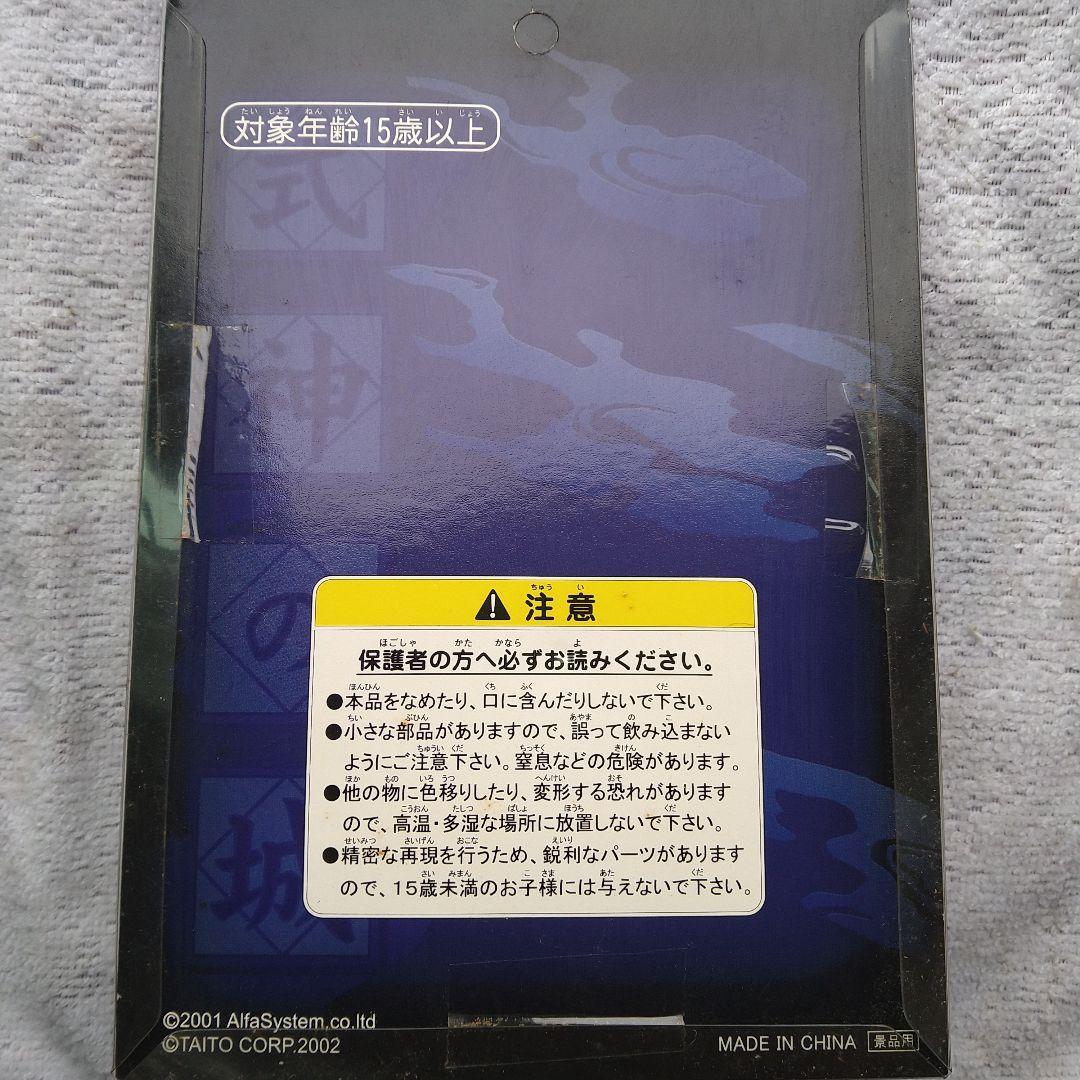 対象年齢15歳以上
式
神
の
城
注意
保護者の方へ必ずお読みください。
●本品をなめたり、口に含んだりしないで下さい。
●小さな部品がありますので、誤って飲み込まない
ようにご注意下さい。窒息などの危険があります。
●他の物に色移りしたり、変形する恐れがあります
ので、高温・多湿な場所に放置しないで下さい。
●精密な再現を行うため、鋭利なパーツがあります
ので、15歳未満のお子様には与えないで下さい。
©2001 AlfaSystem.co.ltd
©TAITO CORP.2002
MADE IN CHINA 景品用